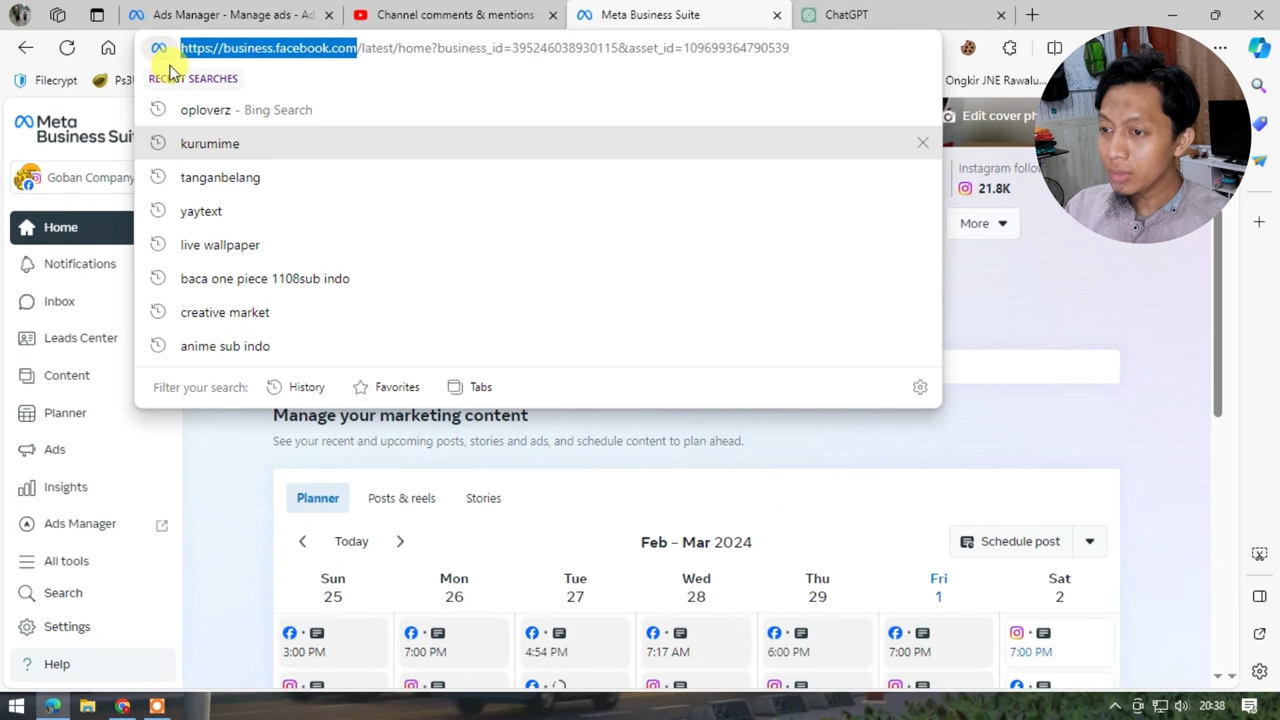 Ads Manager - Manage ads - Ad
Channel comments & mentions -
Meta Business Suite
ChatGPT
https://business.facebook.com/latest/home?business_id=395246038930115&asset_id=109699364790539
Filecrypt
Ps3
Ongkir JNE Rawalu
RECENT SEARCHES
oploverz - Bing Search
kurumime
tanganbelang
yaytext
live wallpaper
baca one piece 1108sub indo
creative market
anime sub indo
Filter your search:
History
Favorites
Tabs
Meta
Business Suite
Goban Company
Home
Notifications
Inbox
Leads Center
Content
Planner
Ads
Insights
Ads Manager
All tools
Search
Settings
Help
Edit cover ph
Instagram follow
21.8K
More
Manage your marketing content
See your recent and upcoming posts, stories and ads, and schedule content to plan ahead.
Planner
Posts & reels
Stories
Today
Feb – Mar 2024
Schedule post
Sun Mon Tue Wed Thu Fri Sat
25 26 27 28 29 1 2
3:00 PM 7:00 PM 4:54 PM 7:17 AM 6:00 PM 7:00 PM 7:00 PM
20:38